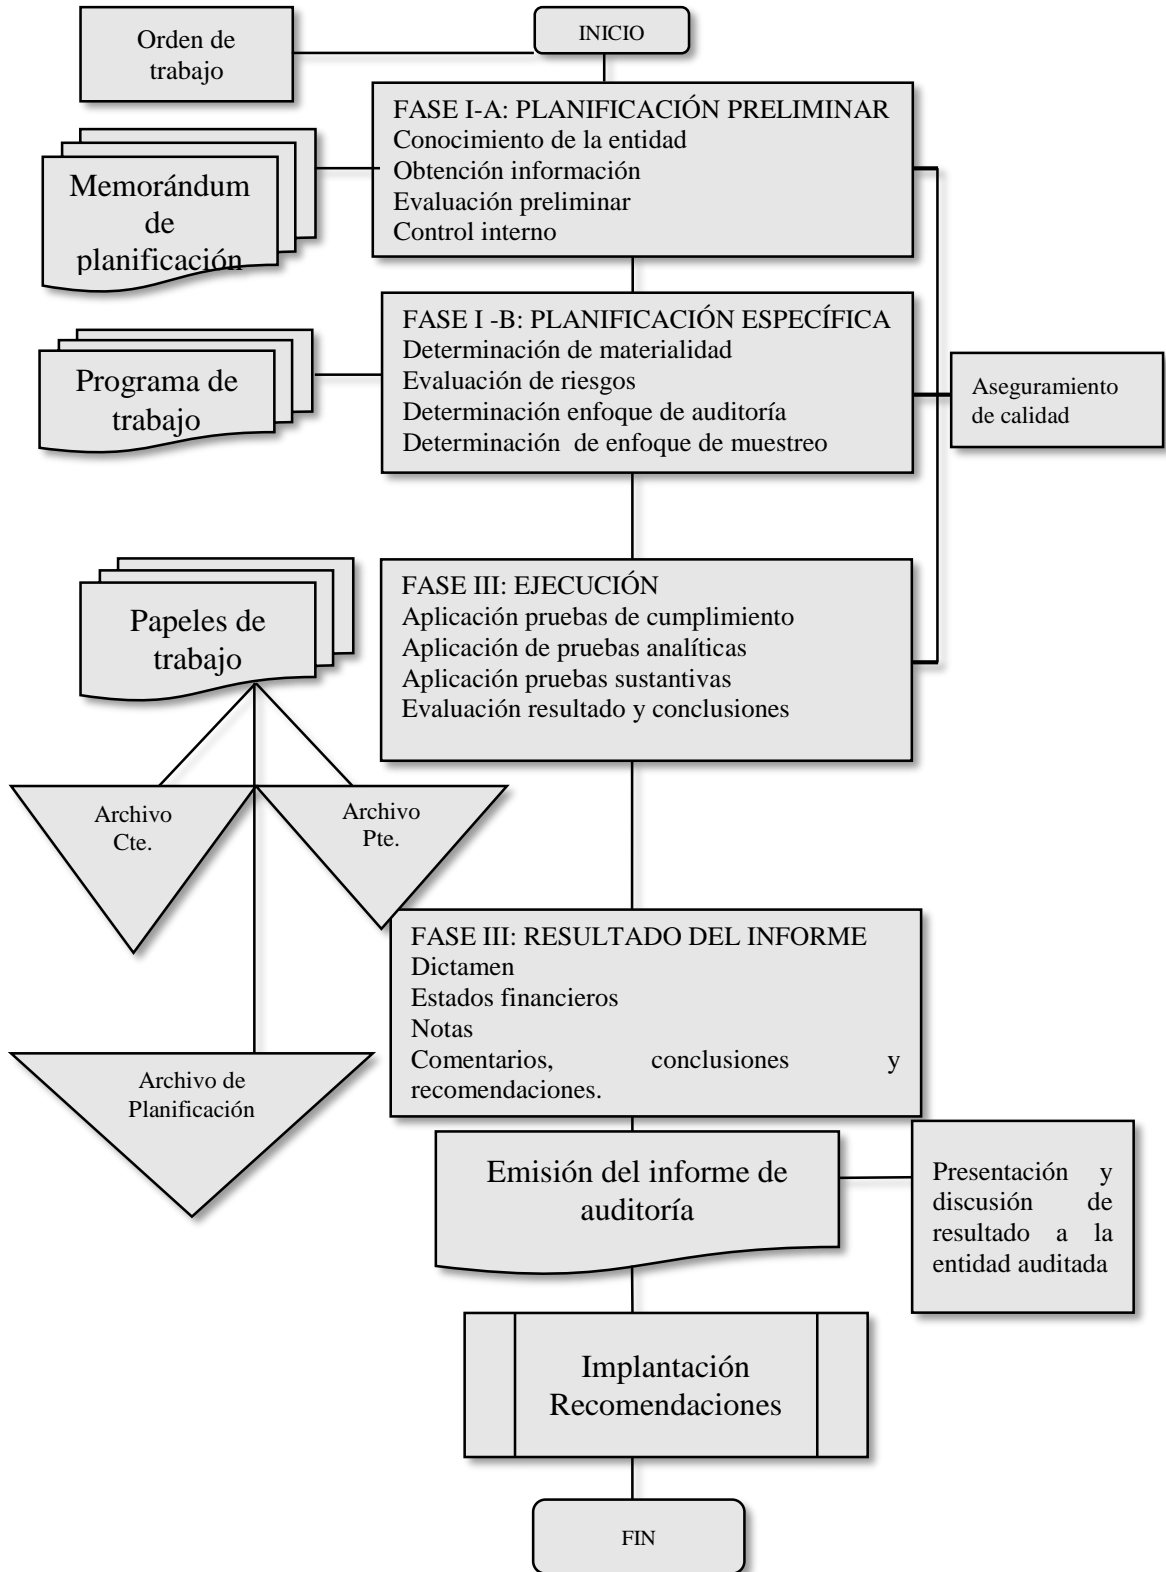 Orden de
trabajo
INICIO
FASE I-A: PLANIFICACIÓN PRELIMINAR
Conocimiento de la entidad
Obtención información
Evaluación preliminar
Control interno
Memorándum
de
planificación
FASE I -B: PLANIFICACIÓN ESPECÍFICA
Determinación de materialidad
Evaluación de riesgos
Determinación enfoque de auditoría
Determinación  de enfoque de muestreo
Programa de
trabajo
Aseguramiento
de calidad
FASE III: EJECUCIÓN
Aplicación pruebas de cumplimiento
Aplicación de pruebas analíticas
Aplicación pruebas sustantivas
Evaluación resultado y conclusiones
Papeles de
trabajo
Archivo
Cte.
Archivo
Pte.
FASE III: RESULTADO DEL INFORME
Dictamen
Estados financieros
Notas
Comentarios, conclusiones y
recomendaciones.
Archivo de
Planificación
Emisión del informe de
auditoría
Presentación y
discusión de
resultado a la
entidad auditada
Implantación
Recomendaciones
FIN